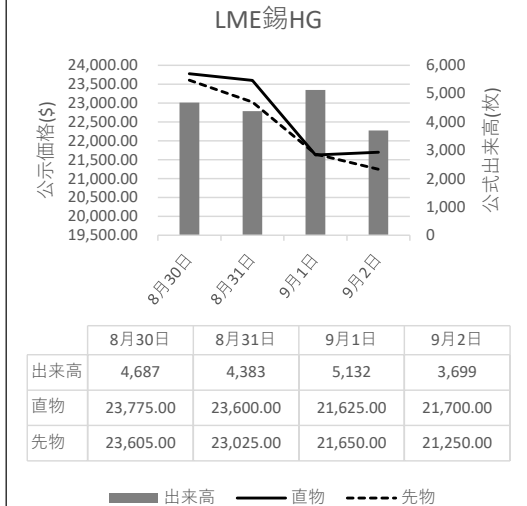 LME錫HG
公示価格($)
24,000.00
23,500.00
23,000.00
22,500.00
22,000.00
21,500.00
21,000.00
20,500.00
20,000.00
19,500.00
6,000
5,000
4,000
3,000
2,000
1,000
0
公式出来高(枚)
8月30日 8月31日 9月1日 9月2日
8月30日 8月31日 9月1日 9月2日
出来高 4,687 4,383 5,132 3,699
直物 23,775.00 23,600.00 21,625.00 21,700.00
先物 23,605.00 23,025.00 21,650.00 21,250.00
出来高 直物 先物